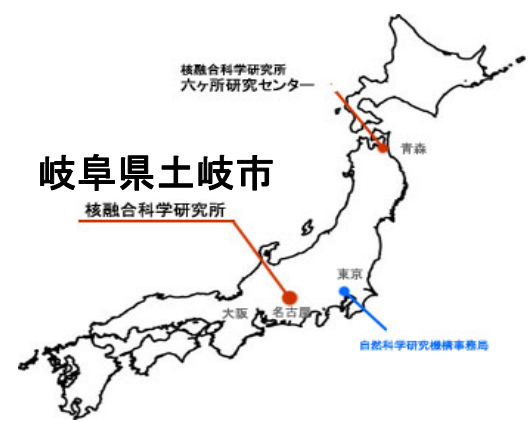 核融合科学研究所
六ヶ所研究センター
青森
岐阜県土岐市
核融合科学研究所
東京
大阪
名古屋
自然科学研究機構事務局